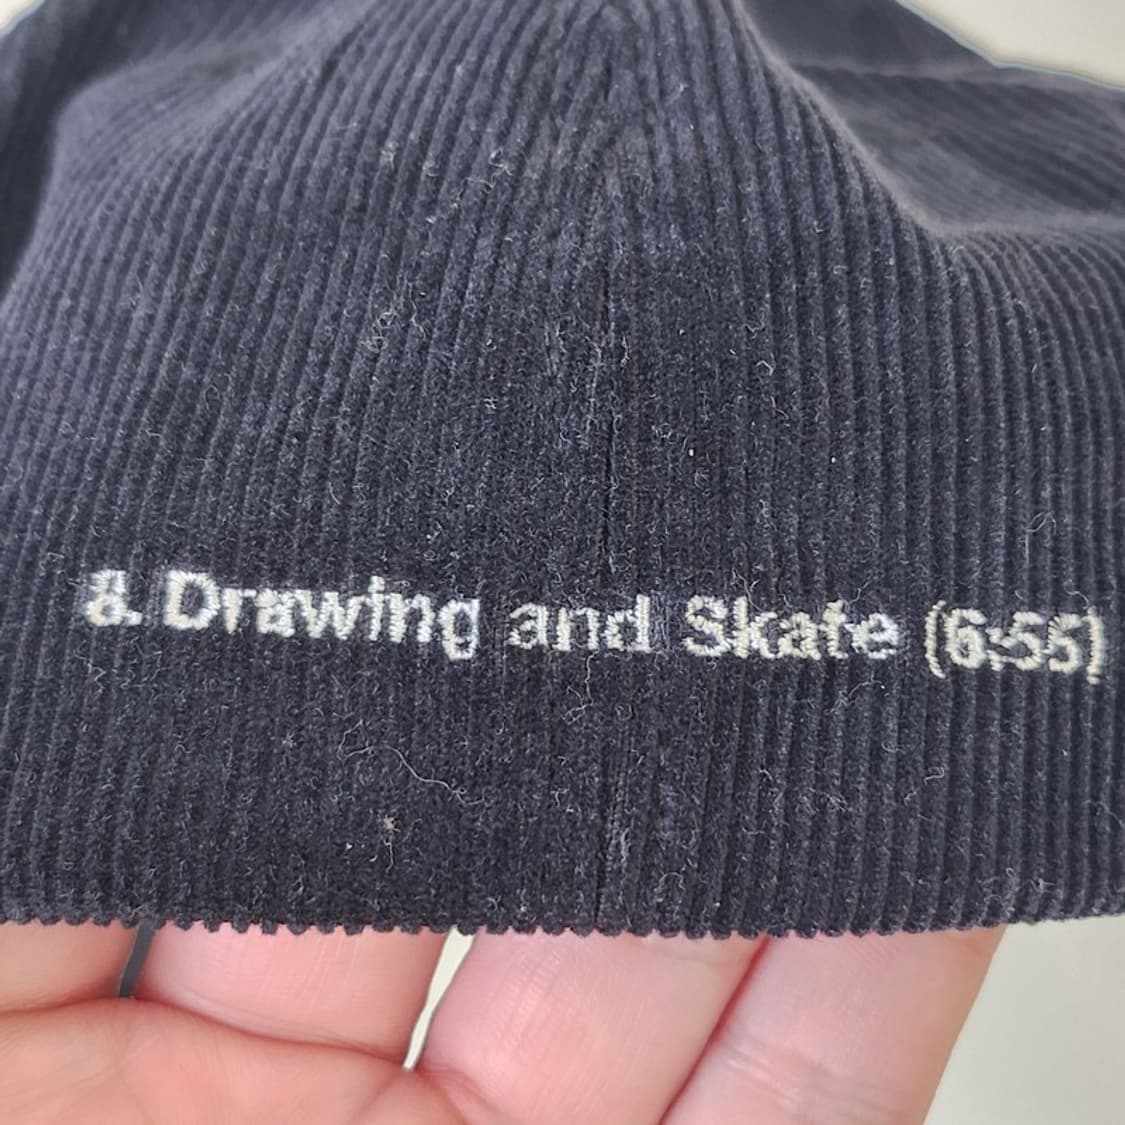 8. Drawing and Skate (6:55)